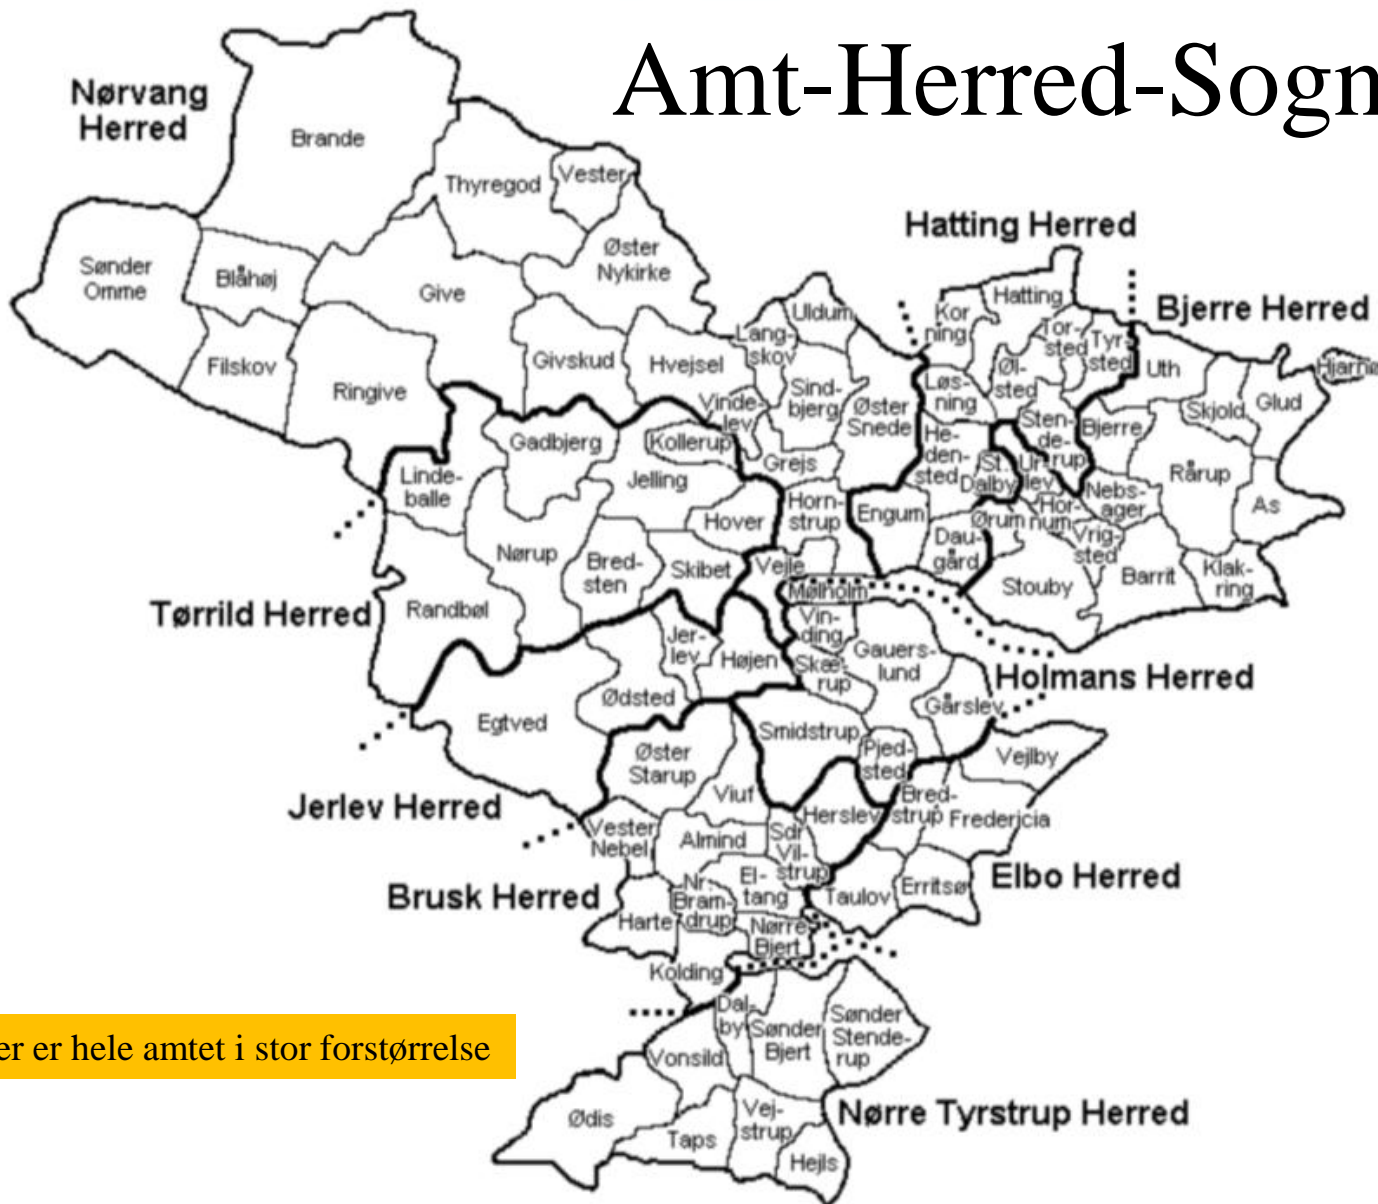 Amt-Herred-Sogn
Nørvang
Herred
Brande
Thyregod
Vester
Hatting Herred
Sønder
Omme
Blåhøj
Give
Øster
Nykirke
Bjerre Herred
Filskov
Ringive
Givskud
Hvejsel
Lang-
skov
Uldum
Kor
ning
Hatting
Tor-
sted
Tyr-
sted
Uth
Hjarnø
Skjold
Glud
Vinde-
lev
Sind-
bjerg
Øster
Snede
Løs-
ning
Øl-
sted
Sten-
de-
rup
Bjerre
Rårup
As
Gadbjerg
Kollerup
Grejs
He-
den-
sted
St.
Dalby
Ur-
lev
Nebs-
ager
Linde-
balle
Jelling
Hover
Horn-
strup
Engum
Ørum
Hor-
num
Vrig-
sted
Nørup
Bred-
sten
Skibet
Vejle
Dau-
gård
Stouby
Barrit
Klak-
ring
Tørrild Herred
Randbøl
Mølholm
Vin-
ding
Jer-
lev
Højen
Skæ-
rup
Gauers-
lund
Holmans Herred
Gårslev
Egtved
Ødsted
Smidstrup
Pjed-
sted
Vejlby
Øster
Starup
Viuf
Jerlev Herred
Herslev
Bred-
strup
Fredericia
Vester
Nebel
Almind
Sdr
Vil-
strup
Brusk Herred
El-
tang
Taulov
Erritsø
Elbo Herred
Harte
Nr.
Bram-
drup
Nørre
Bjert
Kolding
Dal-
by
Sønder
Bjert
Sønder
Stende-
rup
er er hele amtet i stor forstørrelse
Vonsild
Ødis
Taps
Vej-
strup
Hejls
Nørre Tyrstrup Herred